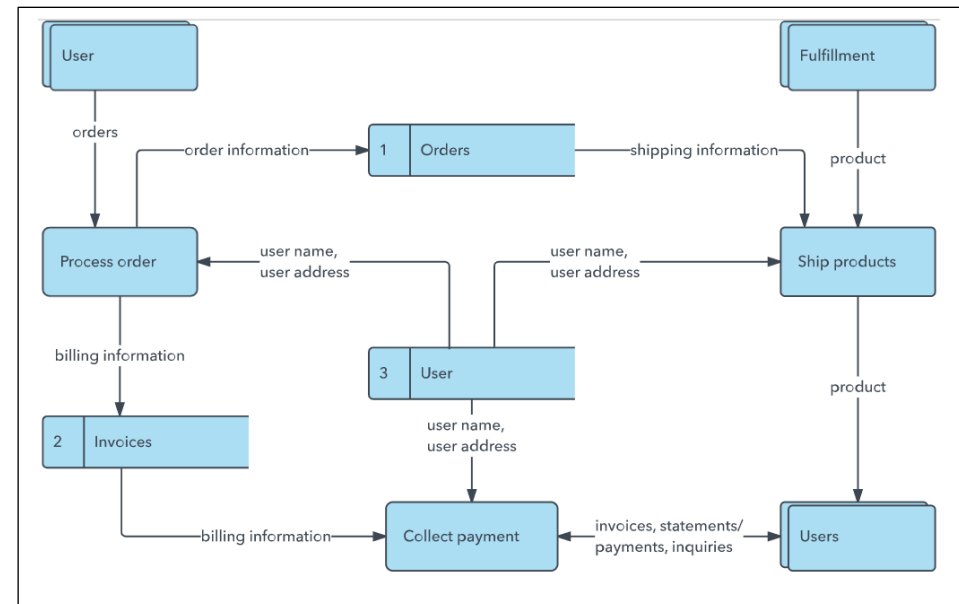 User
Fulfillment
orders
order information
1 Orders
shipping information
product
Process order
user name,
user address
user name,
user address
Ship products
billing information
3 User
product
2 Invoices
user name,
user address
billing information
Collect payment
invoices, statements/
payments, inquiries
Users